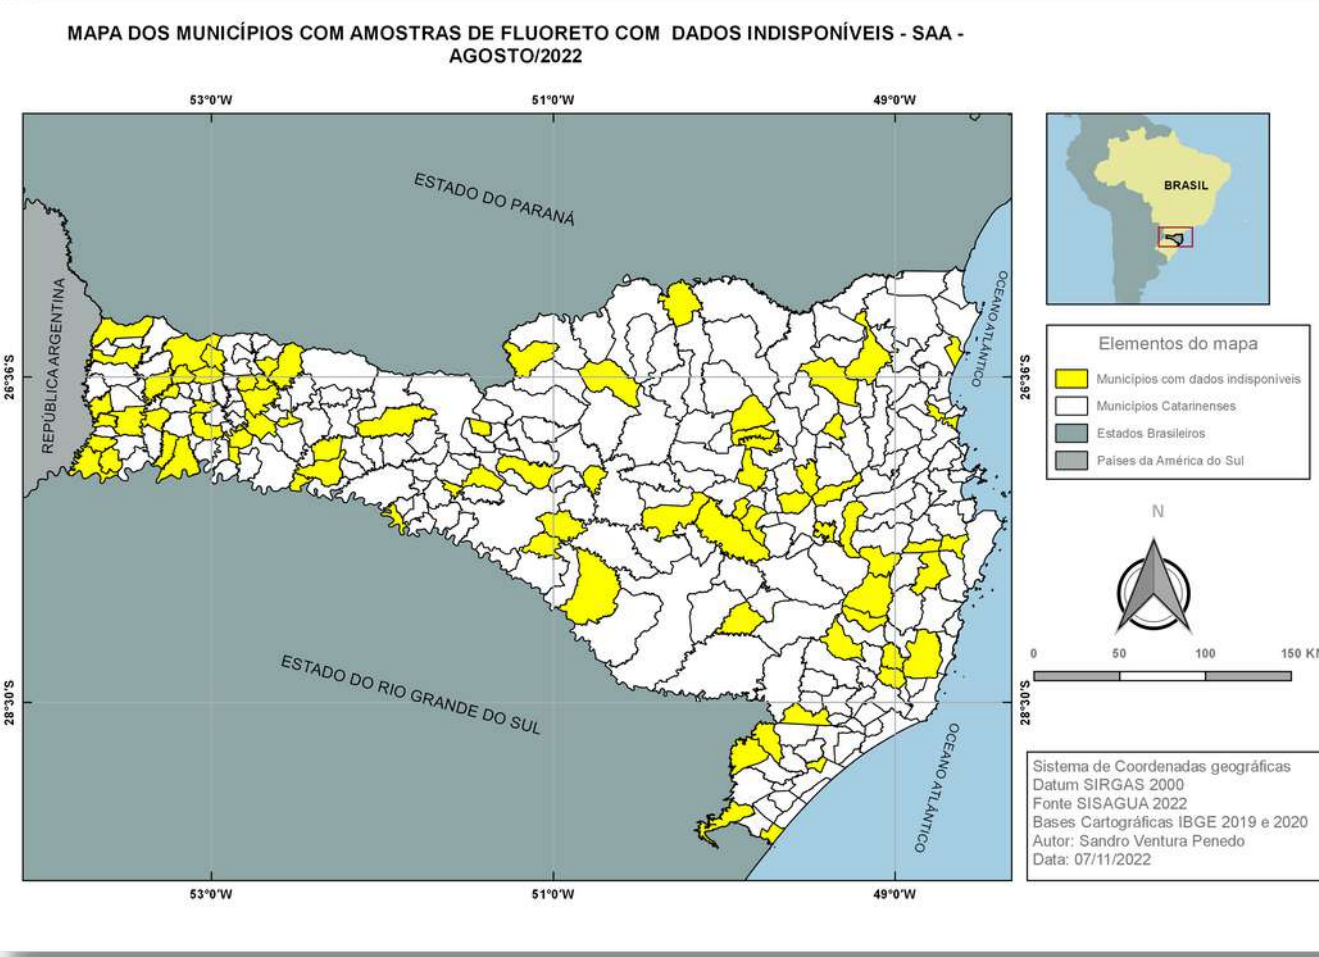 MAPA DOS MUNICÍPIOS COM AMOSTRAS DE FLUORETO COM DADOS INDISPONÍVEIS - SAA -
AGOSTO/2022
53°0'W
51°0'W
49°0'W
ESTADO DO PARANÁ
REPÚBLICA ARGENTINA
OCEANO ATLÂNTICO
26°36'S
26°36'S
ESTADO DO RIO GRANDE DO SUL
28°30'S
28°30'S
OCEANO ATLÂNTICO
53°0'W
51°0'W
49°0'W
BRASIL
Elementos do mapa
Municípios com dados indisponíveis
Municípios Catarinenses
Estados Brasileiros
Países da América do Sul
N
0 50 100 150 KM
Sistema de Coordenadas geográficas
Datum SIRGAS 2000
Fonte SISAGUA 2022
Bases Cartográficas IBGE 2019 e 2020
Autor: Sandro Ventura Penedo
Data: 07/11/2022